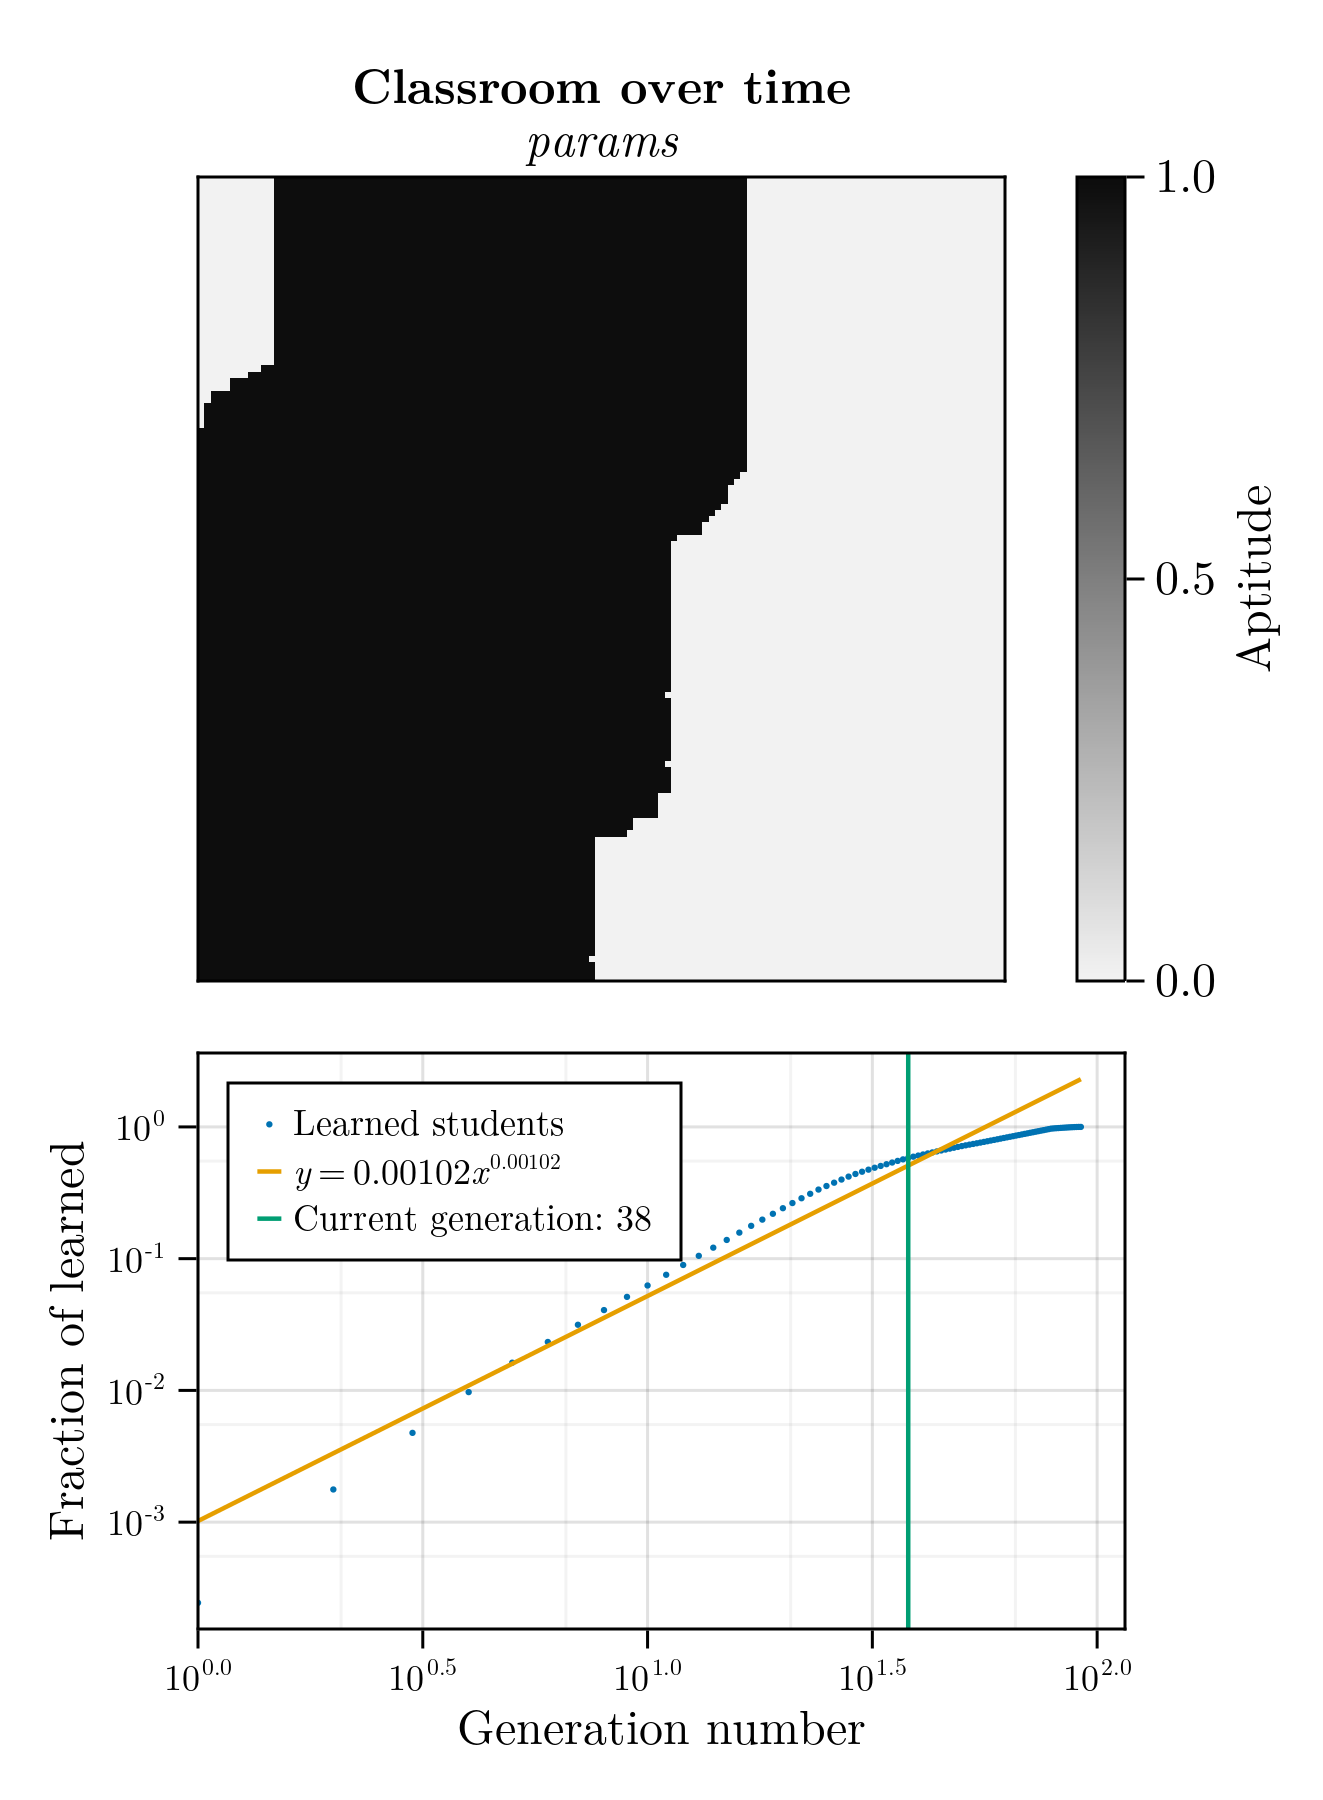 Classroom over time
params
1.0
0.5
0.0
Aptitude
Learned students
y = 0.00102x^0.00102
Current generation: 38
10^0
10^-1
10^-2
10^-3
Fraction of learned
10^0.0 10^0.5 10^1.0 10^1.5 10^2.0
Generation number